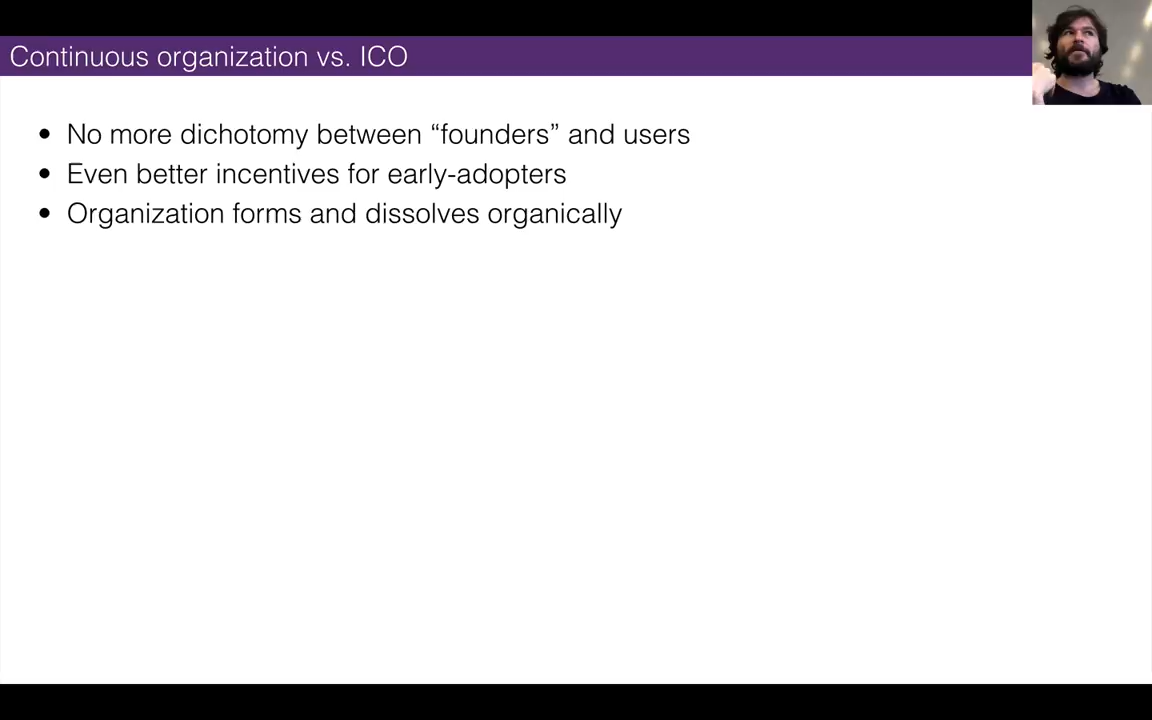 Continuous organization vs. ICO
• No more dichotomy between “founders” and users
• Even better incentives for early-adopters
• Organization forms and dissolves organically